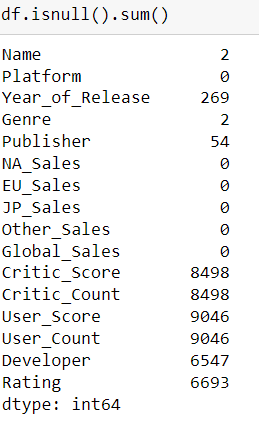 df.isnull().sum()
Name 2
Platform 0
Year_of_Release 269
Genre 2
Publisher 54
NA_Sales 0
EU_Sales 0
JP_Sales 0
Other_Sales 0
Global_Sales 0
Critic_Score 8498
Critic_Count 8498
User_Score 9046
User_Count 9046
Developer 6547
Rating 6693
dtype: int64